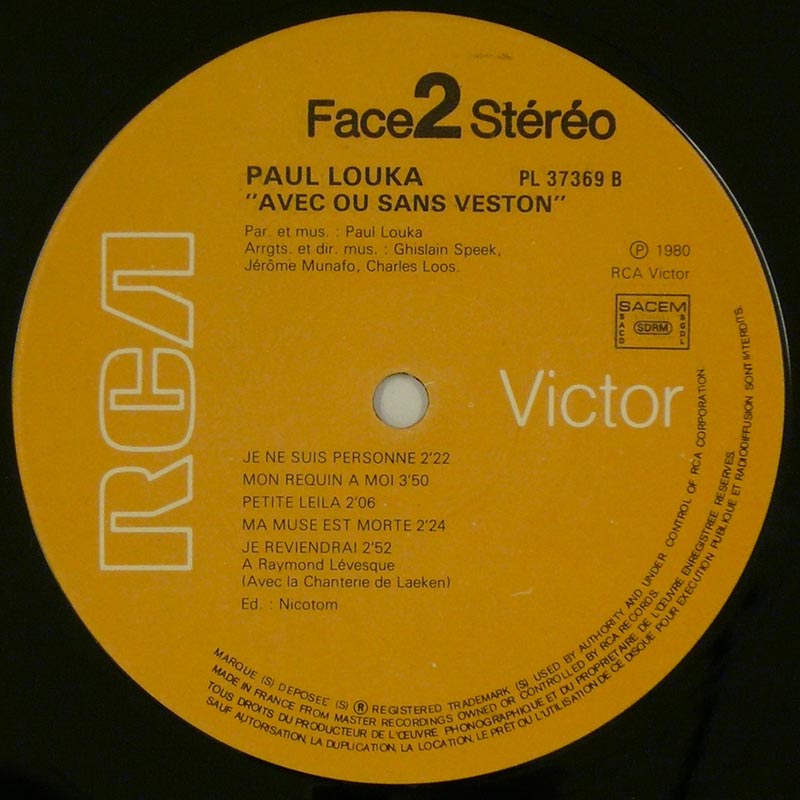 Face 2 Stéréo
PAUL LOUKA PL 37369 B
"AVEC OU SANS VESTON"
Par. et mus. : Paul Louka
Arrgts. et dir. mus. : Ghislain Speek,
Jérôme Munafo, Charles Loos.
Ⓟ 1980
RCA Victor
SACEM
SACD
SDRM
SGDL
RCA
Victor
JE NE SUIS PERSONNE 2'22
MON REQUIN A MOI 3'50
PETITE LEILA 2'06
MA MUSE EST MORTE 2'24
JE REVIENDRAI 2'52
A Raymond Lévesque
(Avec la Chanterie de Laeken)
Ed. : Nicotom
MARQUE (S) DEPOSEE (S) ® REGISTERED TRADEMARK (S) USED BY AUTHORITY AND UNDER CONTROL OF RCA CORPORATION.
MADE IN FRANCE FROM MASTER RECORDINGS OWNED OR CONTROLLED BY RCA RECORDS.
TOUS DROITS DU PRODUCTEUR DE L'ŒUVRE PHONOGRAPHIQUE ET DU PROPRIETAIRE DE L'ŒUVRE ENREGISTREE RESERVES.
SAUF AUTORISATION, LA DUPLICATION, LA LOCATION, LE PRÊT OU L'UTILISATION DE CE DISQUE POUR EXECUTION PUBLIQUE ET RADIODIFFUSION SONT INTERDITS.